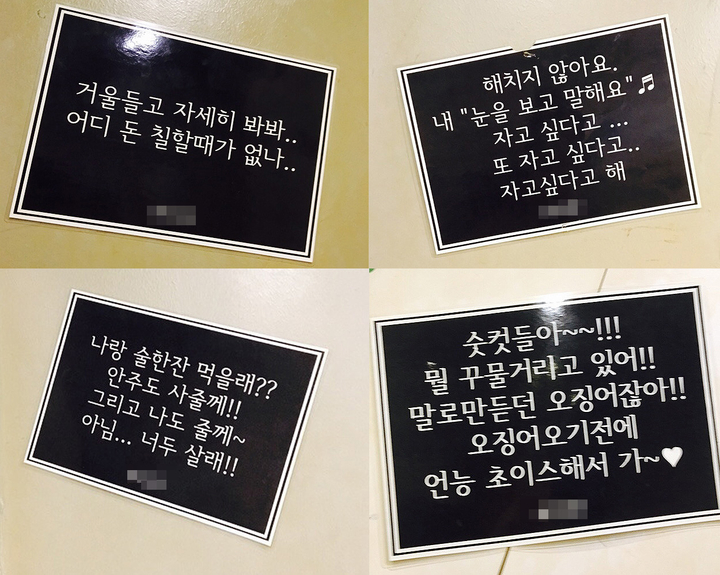 거울들고 자세히 봐봐..
어디 돈 칠할때가 없나..
해치지 않아요.
내 "눈을 보고 말해요"♬
자고 싶다고 ...
또 자고 싶다고..
자고싶다고 해
나랑 술한잔 먹을래??
안주도 사줄께!!
그리고 나도 줄께~
아님... 너두 살래!!
숏컷들아~~!!!
뭘 꾸물거리고 있어!!
말로만듣던 오징어잖아!!
오징어오기전에
언능 초이스해서 가~♥